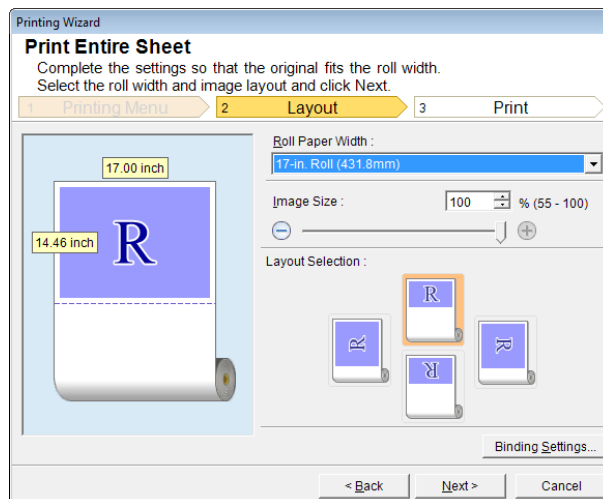 Printing Wizard
Print Entire Sheet
Complete the settings so that the original fits the roll width.
Select the roll width and image layout and click Next.
1 Printing Menu 2 Layout 3 Print
Roll Paper Width :
17.00 inch
17-in. Roll (431.8mm)
Image Size : 100 % (55 - 100)
14.46 inch
R
Layout Selection :
R
R
R
R
Binding Settings...
< Back Next > Cancel